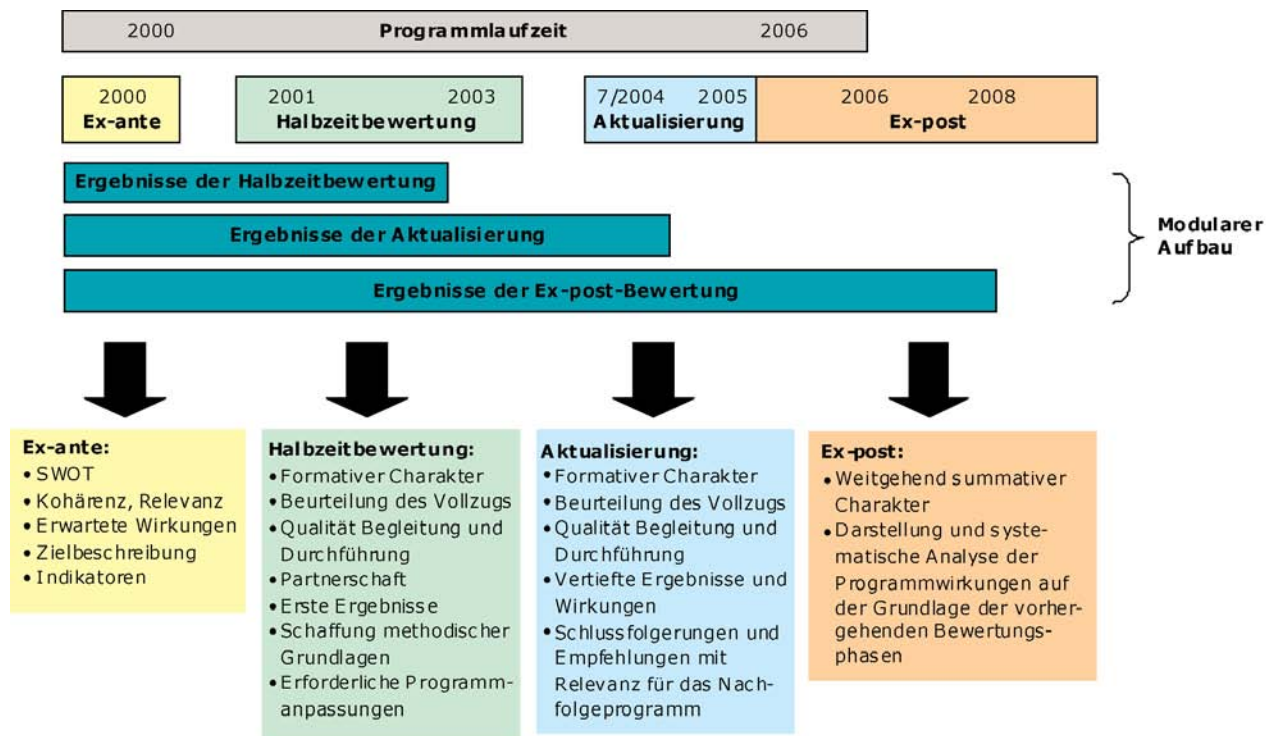 2000 Programmlaufzeit 2006
2000
Ex-ante
2001 2003
Halbzeitbewertung
7/2004 2005
Aktualisierung
2006 2008
Ex-post
Ergebnisse der Halbzeitbewertung
Ergebnisse der Aktualisierung
Ergebnisse der Ex-post-Bewertung
Modularer
Aufbau
Ex-ante:
• SWOT
• Kohärenz, Relevanz
• Erwartete Wirkungen
• Zielbeschreibung
• Indikatoren
Halbzeitbewertung:
• Formativer Charakter
• Beurteilung des Vollzugs
• Qualität Begleitung und
Durchführung
• Partnerschaft
• Erste Ergebnisse
• Schaffung methodischer
Grundlagen
• Erforderliche Programm-
anpassungen
Aktualisierung:
• Formativer Charakter
• Beurteilung des Vollzugs
• Qualität Begleitung und
Durchführung
• Vertiefte Ergebnisse und
Wirkungen
• Schlussfolgerungen und
Empfehlungen mit
Relevanz für das Nach-
folgeprogramm
Ex-post:
• Weitgehend summativer
Charakter
• Darstellung und syste-
matische Analyse der
Programmwirkungen auf
der Grundlage der vorher-
gehenden Bewertungs-
phasen